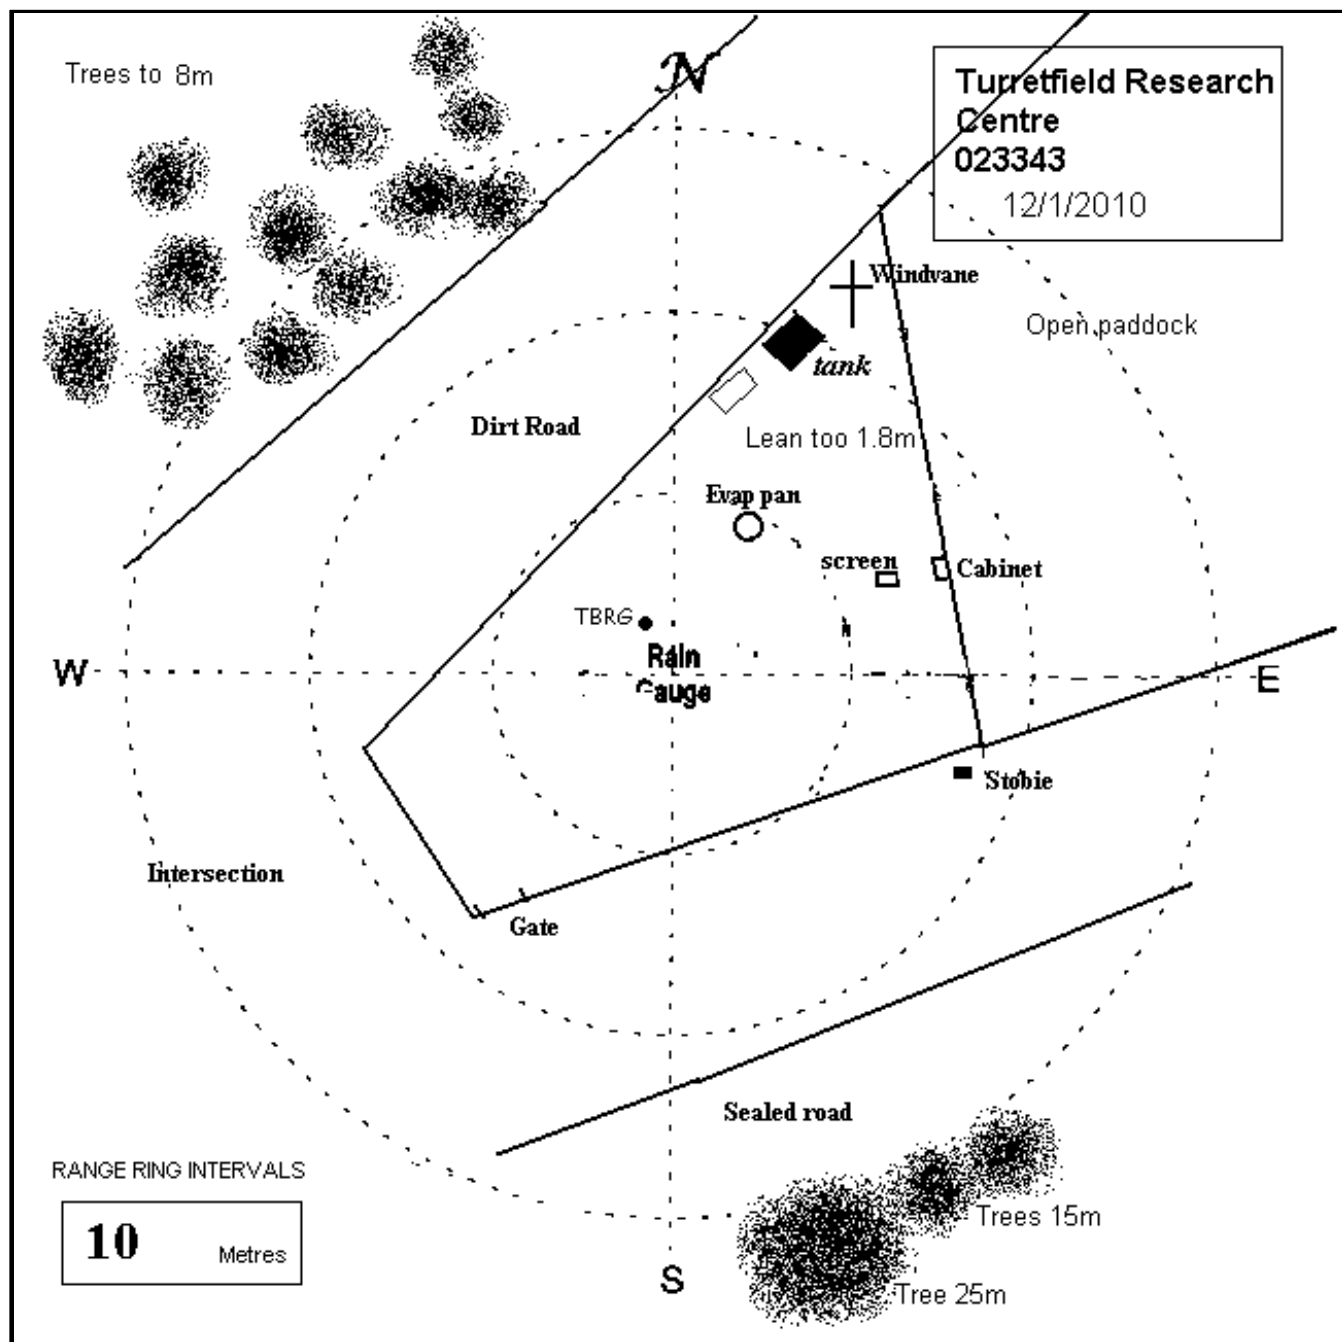 Trees to 8m
N
Turretfield Research
Centre
023343
12/1/2010
Windvane
Open paddock
tank
Dirt Road
Lean too 1.8m
Evap pan
screen
Cabinet
TBRG
Rain
Gauge
W
E
Stobie
Intersection
Gate
Sealed road
RANGE RING INTERVALS
10 Metres
Trees 15m
S
Tree 25m